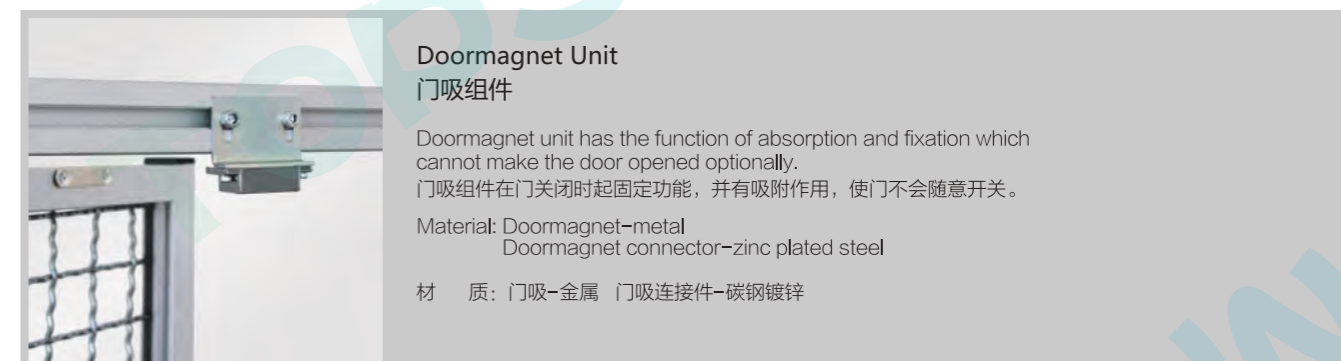 Doormagnet Unit
门吸组件
Doormagnet unit has the function of absorption and fixation which
cannot make the door opened optionally.
门吸组件在门关闭时起固定功能，并有吸附作用，使门不会随意开关。
Material: Doormagnet-metal
Doormagnet connector-zinc plated steel
材 质：门吸-金属 门吸连接件-碳钢镀锌